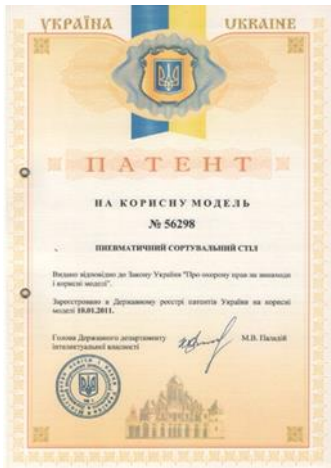 УКРАЇНА UKRAINE
ПАТЕНТ
НА КОРИСНУ МОДЕЛЬ
№ 56298
ПНЕВМАТИЧНИЙ СОРТУВАЛЬНИЙ СТІЛ
Видано відповідно до Закону України "Про охорону прав на винаходи
і корисні моделі".
Зареєстровано в Державному реєстрі патентів України на корисні
моделі 10.01.2011.
Голова Державного департаменту
інтелектуальної власності
М.В. Паладій